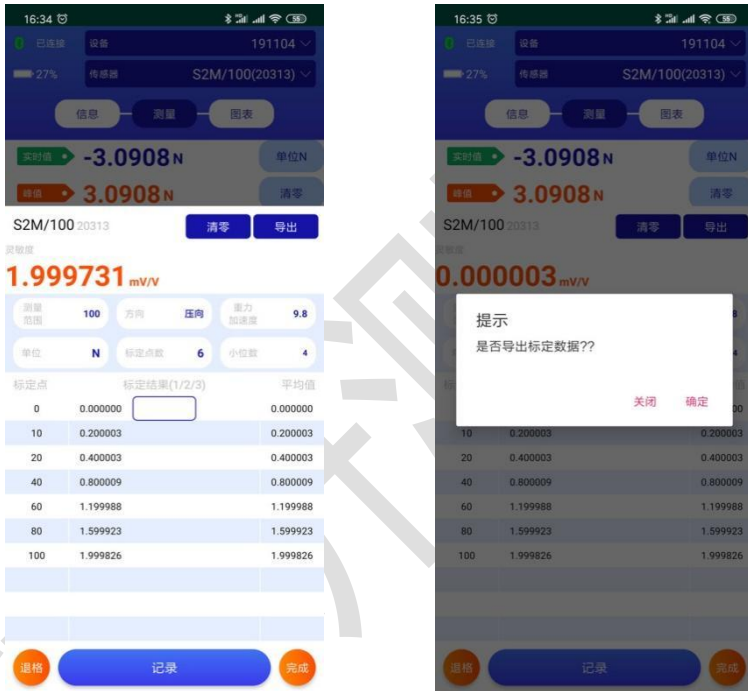 16:34
55
已连接
设备
191104
27%
传感器
S2M/100(20313)
信息
测量
图表
实时值
-3.0908 N
单位N
峰值
3.0908 N
清零
S2M/100 20313
清零
导出
灵敏度
1.999731 mV/V
测量范围
100
方向
压向
重力加速度
9.8
单位
N
标定点数
6
小位数
4
标定点 标定结果(1/2/3) 平均值
0 0.000000 0.000000
10 0.200003 0.200003
20 0.400003 0.400003
40 0.800009 0.800009
60 1.199988 1.199988
80 1.599923 1.599923
100 1.999826 1.999826
退格
记录
完成
16:35
55
已连接
设备
191104
27%
传感器
S2M/100(20313)
信息
测量
图表
实时值
-3.0908 N
单位N
峰值
3.0908 N
清零
S2M/100 20313
清零
导出
灵敏度
0.000003 mV/V
提示
是否导出标定数据??
关闭
确定
10 0.200003 0.200003
20 0.400003 0.400003
40 0.800009 0.800009
60 1.199988 1.199988
80 1.599923 1.599923
100 1.999826 1.999826
退格
记录
完成